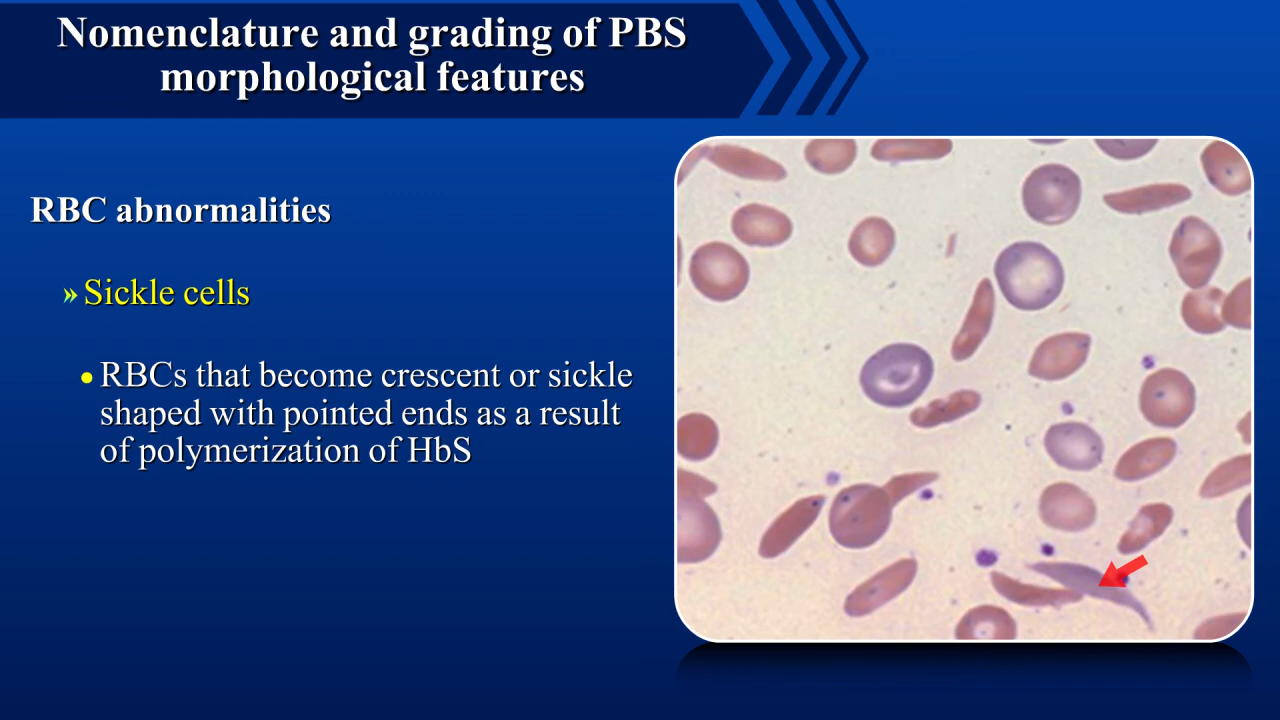 Nomenclature and grading of PBS
morphological features
RBC abnormalities
» Sickle cells
• RBCs that become crescent or sickle
shaped with pointed ends as a result
of polymerization of HbS